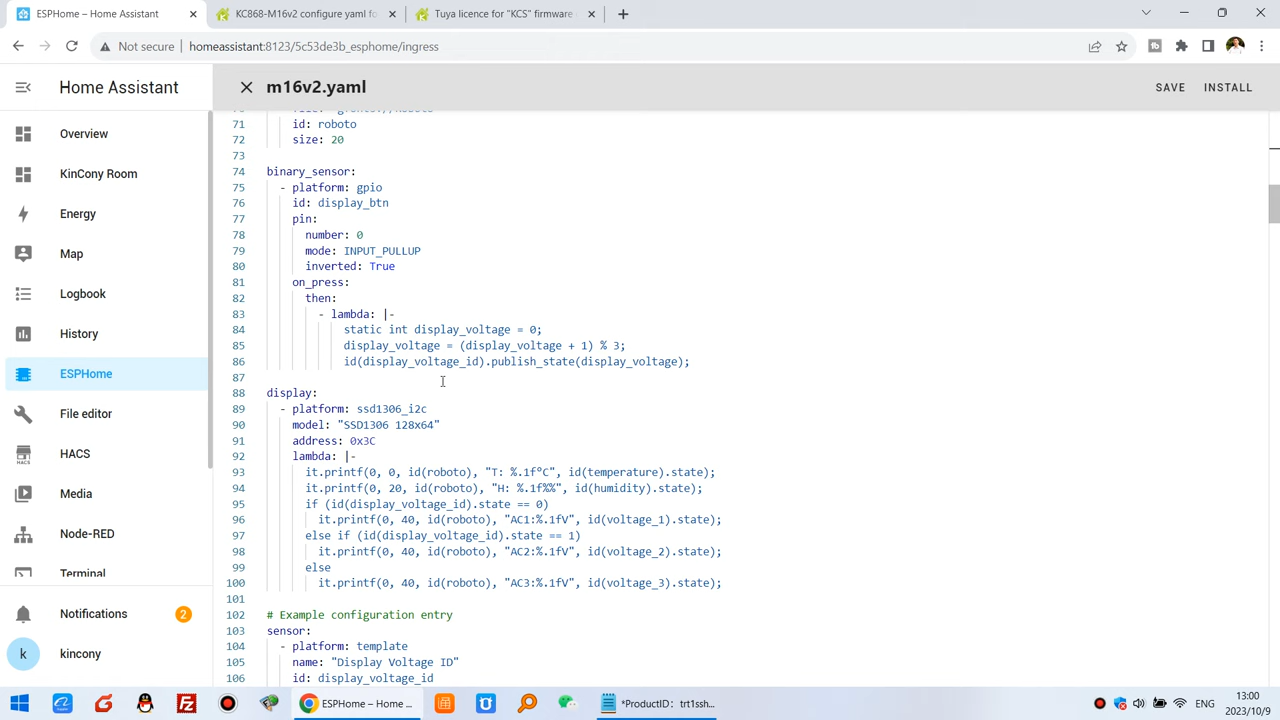 ESPHome – Home Assistant
KC868-M16v2 configure yaml fo
Tuya licence for "KCS" firmware
Not secure
homeassistant:8123/5c53de3b_esphome/ingress
Home Assistant
m16v2.yaml
SAVE
INSTALL
Overview
KinCony Room
Energy
Map
Logbook
History
ESPHome
File editor
HACS
Media
Node-RED
Terminal
Notifications
2
k
kincony
71 id: roboto
72 size: 20
73
74 binary_sensor:
75 - platform: gpio
76 id: display_btn
77 pin:
78 number: 0
79 mode: INPUT_PULLUP
80 inverted: True
81 on_press:
82 then:
83 - lambda: |-
84 static int display_voltage = 0;
85 display_voltage = (display_voltage + 1) % 3;
86 id(display_voltage_id).publish_state(display_voltage);
87
88 display:
89 - platform: ssd1306_i2c
90 model: "SSD1306 128x64"
91 address: 0x3C
92 lambda: |-
93 it.printf(0, 0, id(roboto), "T: %.1f°C", id(temperature).state);
94 it.printf(0, 20, id(roboto), "H: %.1f%%", id(humidity).state);
95 if (id(display_voltage_id).state == 0)
96 it.printf(0, 40, id(roboto), "AC1:%.1fV", id(voltage_1).state);
97 else if (id(display_voltage_id).state == 1)
98 it.printf(0, 40, id(roboto), "AC2:%.1fV", id(voltage_2).state);
99 else
100 it.printf(0, 40, id(roboto), "AC3:%.1fV", id(voltage_3).state);
101
102 # Example configuration entry
103 sensor:
104 - platform: template
105 name: "Display Voltage ID"
106 id: display_voltage_id
ESPHome – Home ...
*ProductID：trt1ssh...
ENG
13:00
2023/10/9